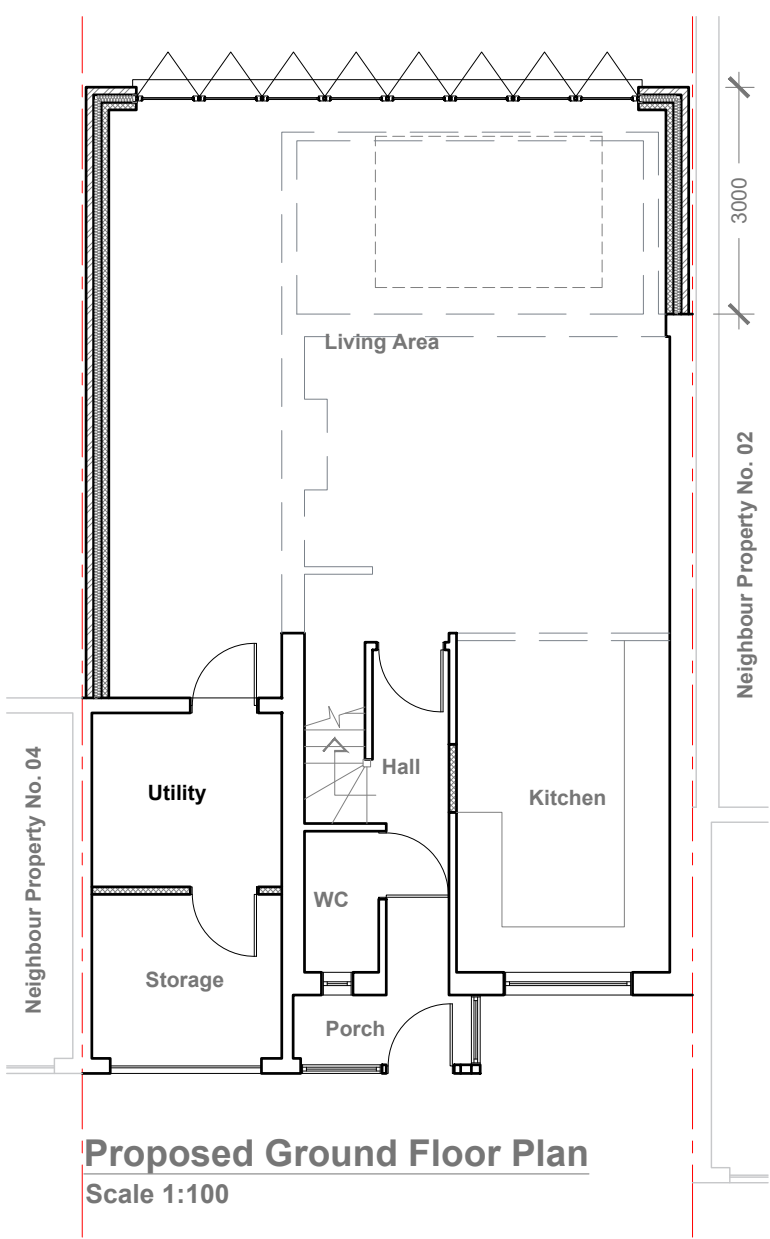 3000
Living Area
Neighbour Property No. 02
Neighbour Property No. 04
Utility
Hall
Kitchen
WC
Storage
Porch
Proposed Ground Floor Plan
Scale 1:100